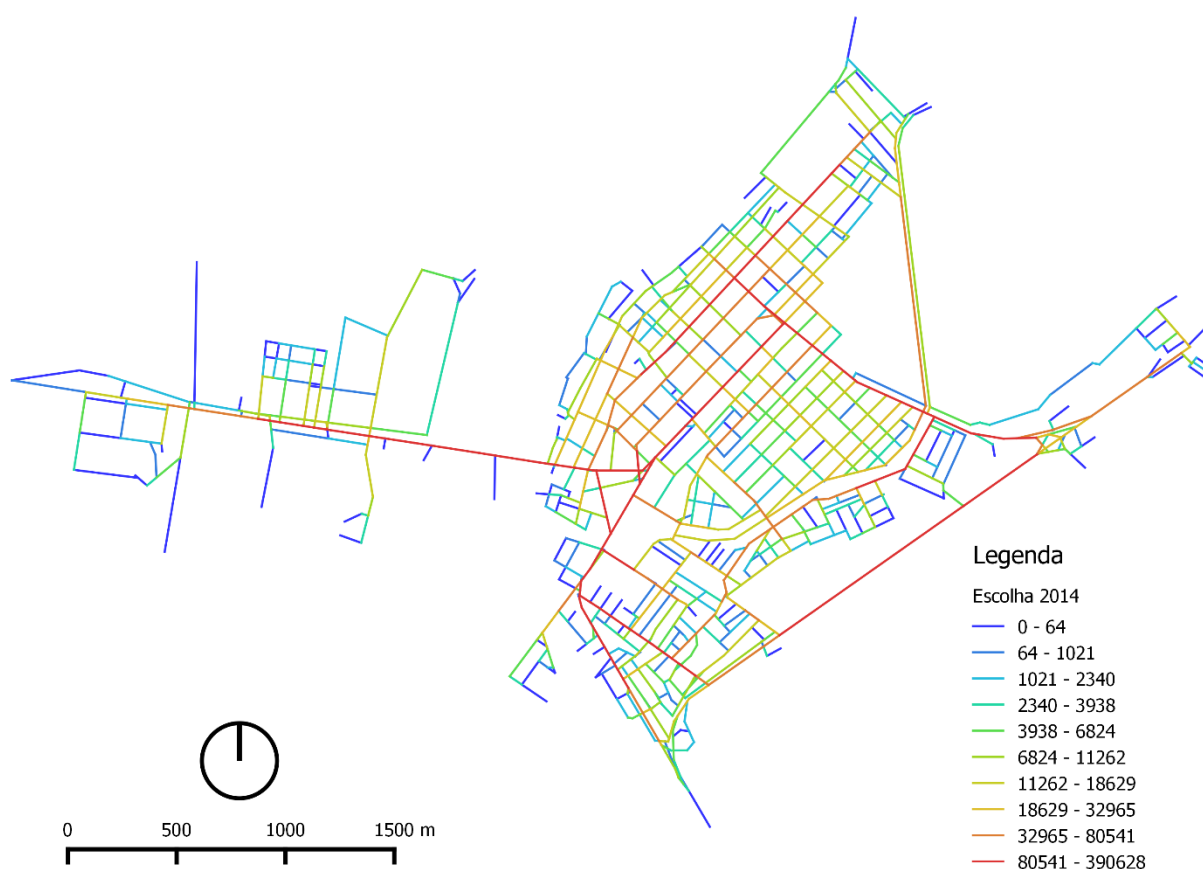 Legenda
Escolha 2014
0 - 64
64 - 1021
1021 - 2340
2340 - 3938
3938 - 6824
6824 - 11262
11262 - 18629
18629 - 32965
32965 - 80541
80541 - 390628
0 500 1000 1500 m